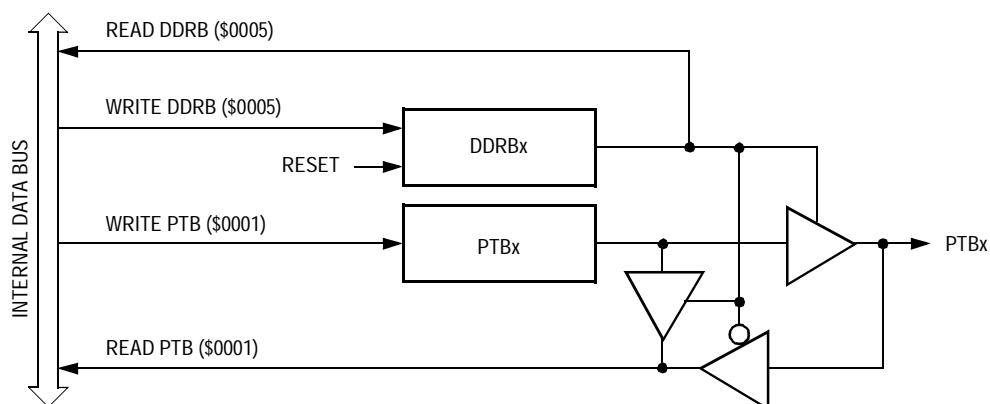 READ DDRB ($0005)
WRITE DDRB ($0005)
DDRBx
RESET
WRITE PTB ($0001)
PTBx
PTBx
READ PTB ($0001)
INTERNAL DATA BUS